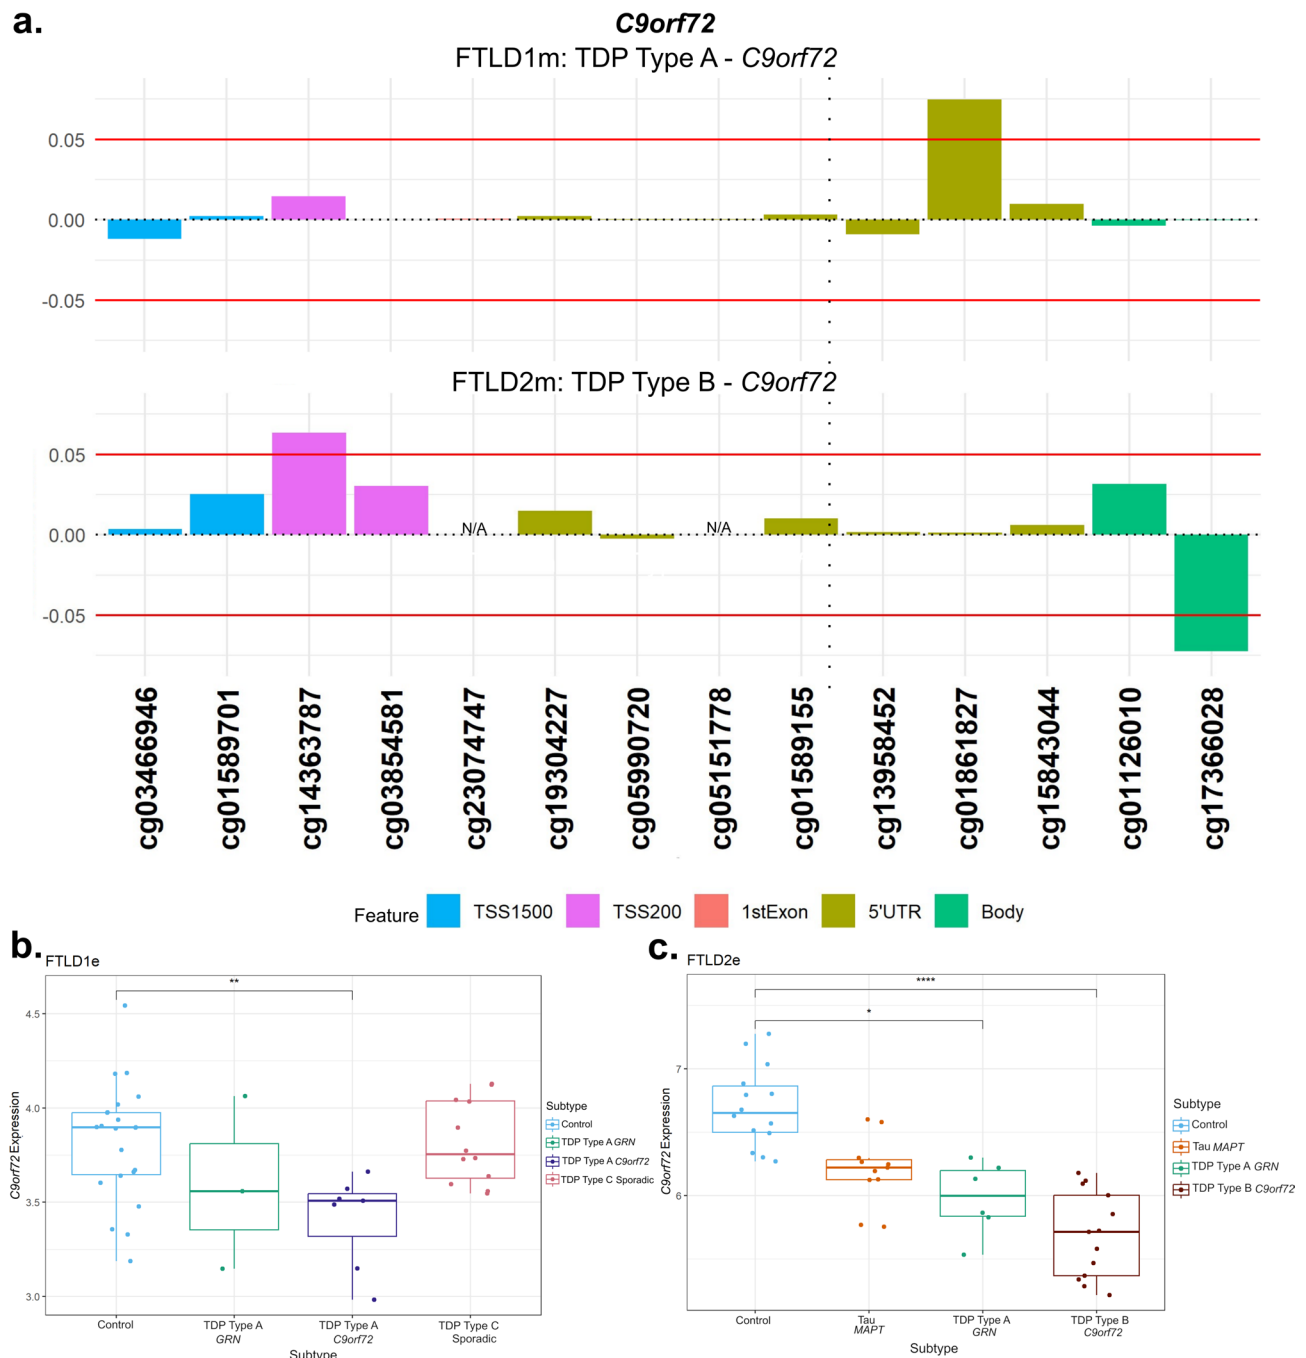 a.
C9orf72
FTLD1m: TDP Type A - C9orf72
0.05
0.00
-0.05
FTLD2m: TDP Type B - C9orf72
0.05
N/A
N/A
0.00
-0.05
cg03466946
cg01589701
cg14363787
cg03854581
cg23074747
cg19304227
cg05990720
cg05151778
cg01589155
cg13958452
cg01861827
cg15843044
cg01126010
cg17366028
Feature TSS1500 TSS200 1stExon 5'UTR Body
b.
FTLD1e
**
4.5
4.0
3.5
3.0
C9orf72 Expression
Control
TDP Type A
GRN
TDP Type A
C9orf72
TDP Type C
Sporadic
Subtype
Subtype
Control
TDP Type A GRN
TDP Type A C9orf72
TDP Type C Sporadic
c.
FTLD2e
****
*
7
6
C9orf72 Expression
Control
Tau
MAPT
TDP Type A
GRN
TDP Type B
C9orf72
Subtype
Subtype
Control
Tau MAPT
TDP Type A GRN
TDP Type B C9orf72